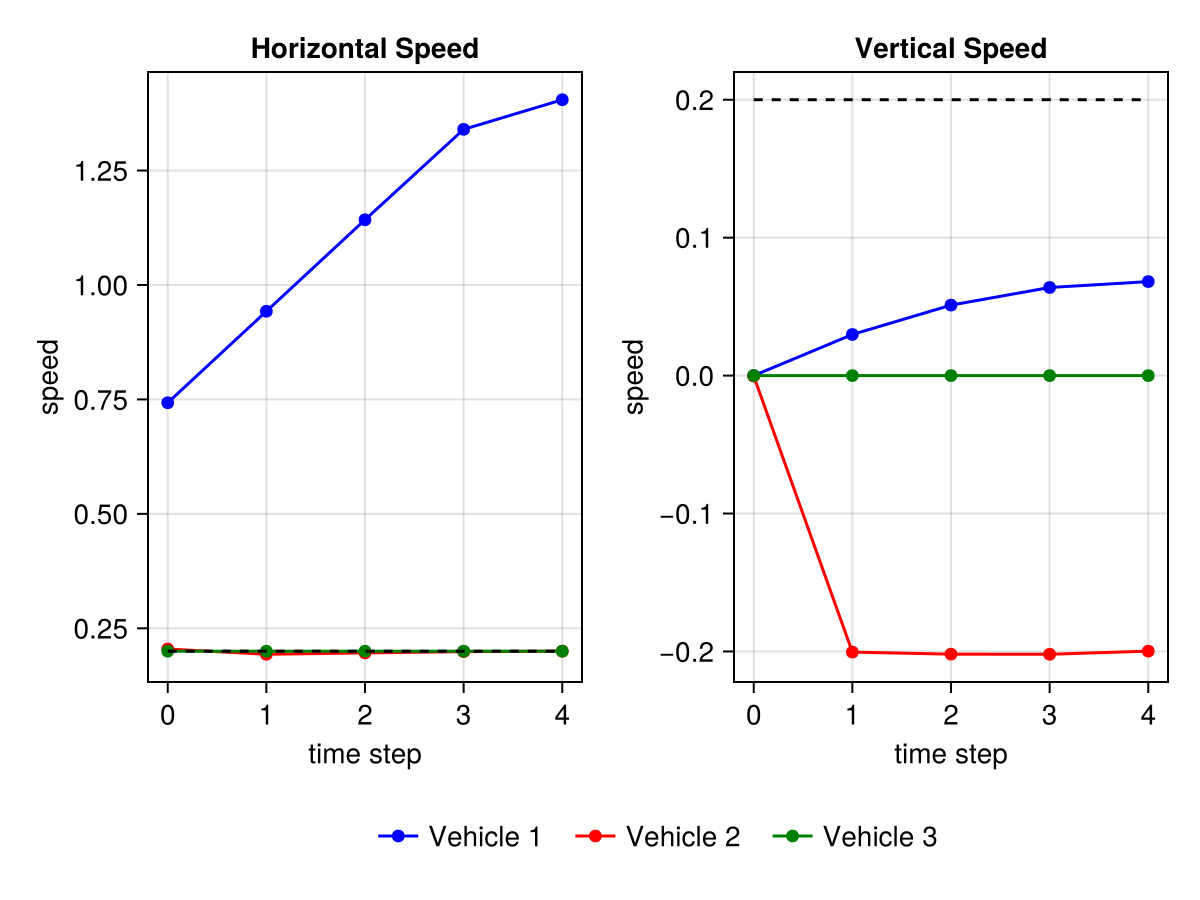 Horizontal Speed
1.25
1.00
0.75
0.50
0.25
speed
0 1 2 3 4
time step
Vertical Speed
0.2
0.1
0.0
−0.1
−0.2
speed
0 1 2 3 4
time step
Vehicle 1 Vehicle 2 Vehicle 3